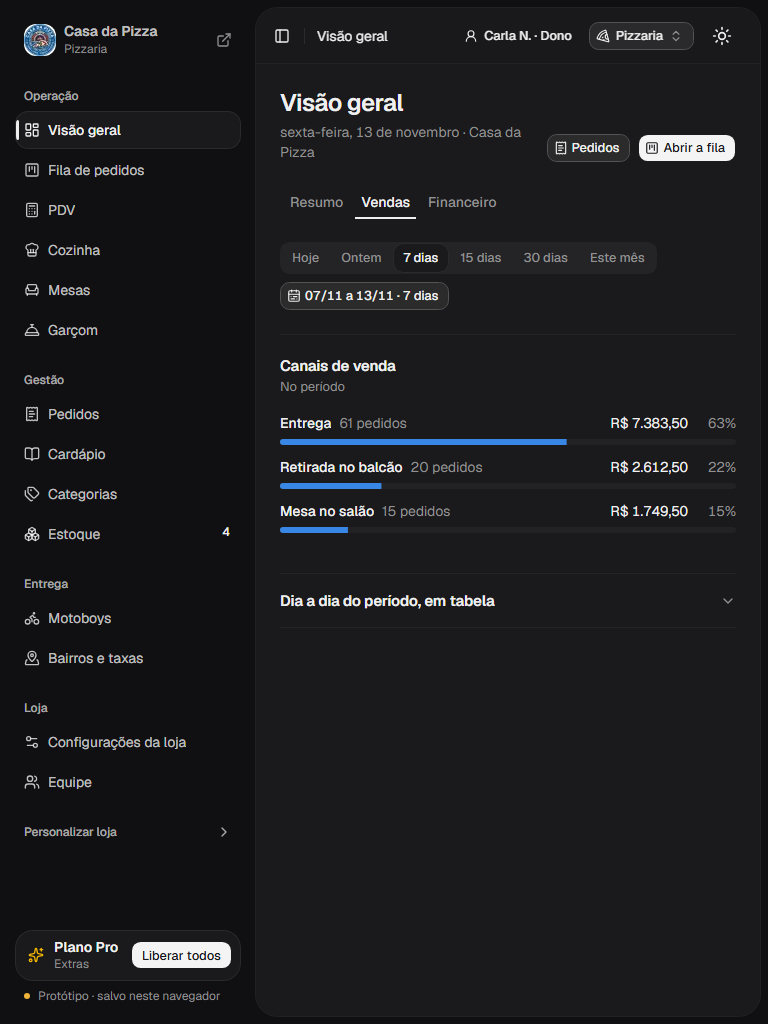 Casa da Pizza
Pizzaria
Operação
Visão geral
Fila de pedidos
PDV
Cozinha
Mesas
Garçom
Gestão
Pedidos
Cardápio
Categorias
Estoque 4
Entrega
Motoboys
Bairros e taxas
Loja
Configurações da loja
Equipe
Personalizar loja
Plano Pro
Extras
Liberar todos
Protótipo · salvo neste navegador
Visão geral
Carla N. · Dono
Pizzaria
Visão geral
sexta-feira, 13 de novembro · Casa da
Pizza
Pedidos
Abrir a fila
Resumo Vendas Financeiro
Hoje Ontem 7 dias 15 dias 30 dias Este mês
07/11 a 13/11 · 7 dias
Canais de venda
No período
Entrega 61 pedidos R$ 7.383,50 63%
Retirada no balcão 20 pedidos R$ 2.612,50 22%
Mesa no salão 15 pedidos R$ 1.749,50 15%
Dia a dia do período, em tabela